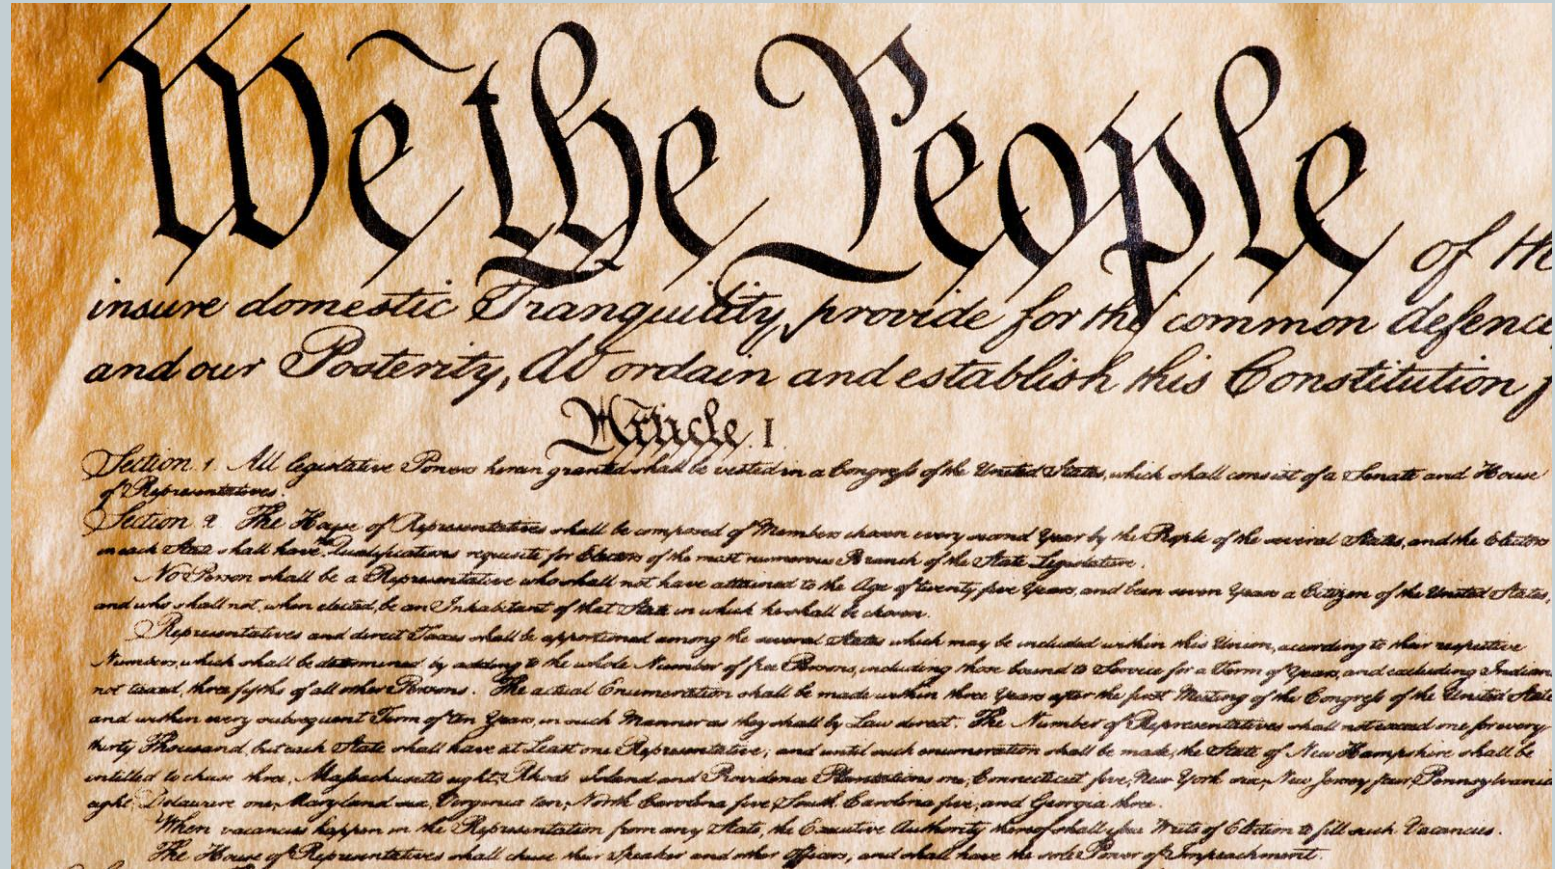 We the People of th
insure domestic Tranquility, provide for the common defence,
and our Posterity, do ordain and establish this Constitution f
Article. I.
Section. 1. All legislative Powers herein granted shall be vested in a Congress of the United States, which shall consist of a Senate and House
of Representatives.
Section. 2. The House of Representatives shall be composed of Members chosen every second Year by the People of the several States, and the Electors
in each State shall have the Qualifications requisite for Electors of the most numerous Branch of the State Legislature.
No Person shall be a Representative who shall not have attained to the Age of twenty five Years, and been seven Years a Citizen of the United States,
and who shall not, when elected, be an Inhabitant of that State in which he shall be chosen.
Representatives and direct Taxes shall be apportioned among the several States which may be included within this Union, according to their respective
Numbers, which shall be determined by adding to the whole Number of free Persons, including those bound to Service for a Term of Years, and excluding Indians
not taxed, three fifths of all other Persons. The actual Enumeration shall be made within three Years after the first Meeting of the Congress of the United State
and within every subsequent Term of ten Years, in such Manner as they shall by Law direct. The Number of Representatives shall not exceed one for every
thirty Thousand, but each State shall have at Least one Representative; and until such enumeration shall be made, the State of New Hampshire shall be
entitled to chuse three, Massachusetts eight, Rhode Island and Providence Plantations one, Connecticut five, New York six, New Jersey four, Pennsylvania
eight, Delaware one, Maryland six, Virginia ten, North Carolina five, South Carolina five, and Georgia three.
When vacancies happen in the Representation from any State, the Executive Authority thereof shall issue Writs of Election to fill such Vacancies.
The House of Representatives shall chuse their Speaker and other Officers; and shall have the sole Power of Impeachment.